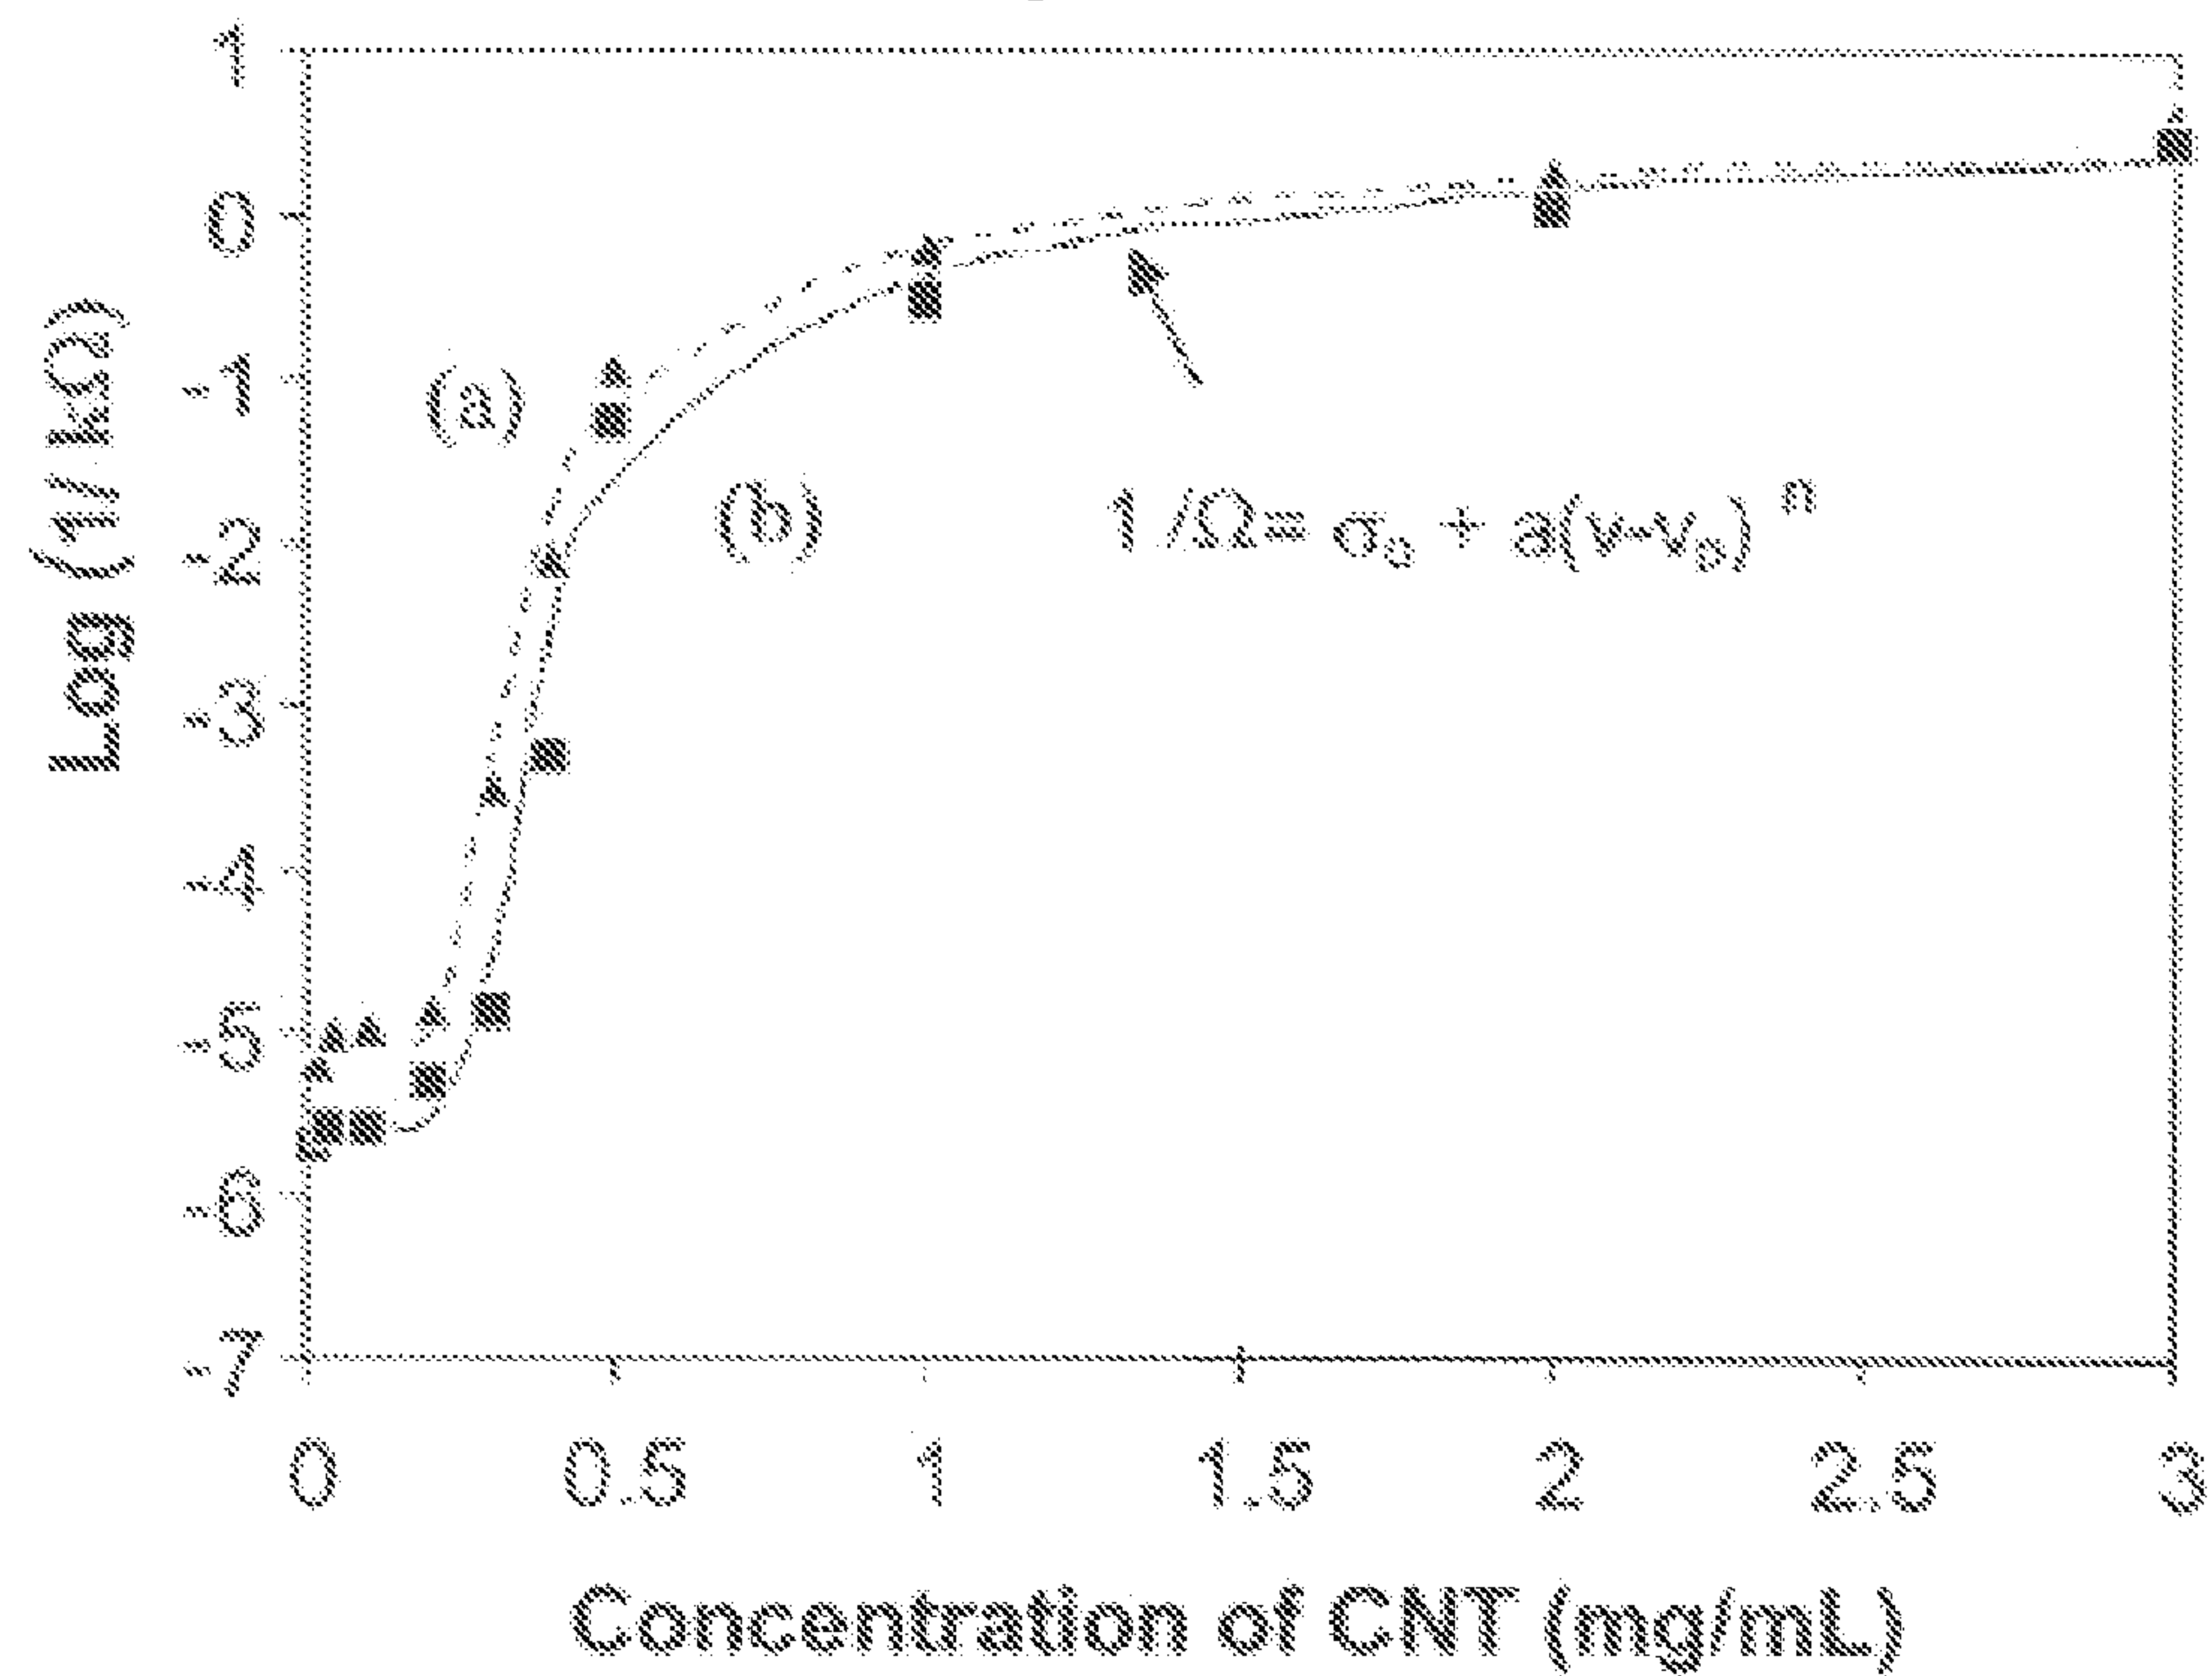 1
0
-1
-2
-3
-4
-5
-6
-7
Log (1/ kΩ)
(a)
(b)
1/Ω= σ₀ + a(v-v₀)ⁿ
0 0.5 1 1.5 2 2.5 3
Concentration of CNT (mg/mL)